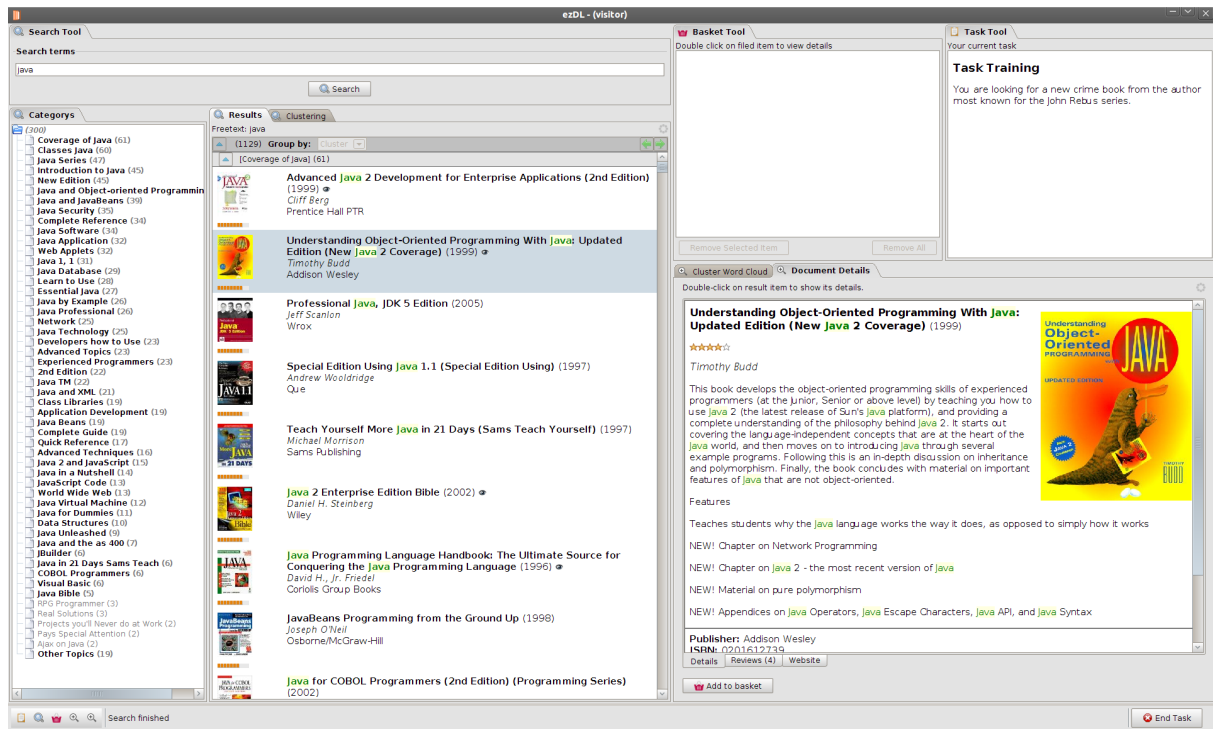 ezDL - (visitor)
Search Tool
Search terms
java
Search
Categorys
(300)
Coverage of Java (61)
Classes Java (60)
Java Series (47)
Introduction to Java (45)
New Edition (45)
Java and Object-oriented Programmin
Java and JavaBeans (39)
Java Security (35)
Complete Reference (34)
Java Software (34)
Java Application (32)
Web Applets (32)
Java 1, 1 (31)
Java Database (29)
Learn to Use (28)
Essential Java (27)
Java by Example (26)
Java Professional (26)
Network (25)
Java Technology (25)
Developers how to Use (23)
Advanced Topics (23)
Experienced Programmers (23)
2nd Edition (22)
Java TM (22)
Java and XML (21)
Class Libraries (19)
Application Development (19)
Java Beans (19)
Complete Guide (19)
Quick Reference (17)
Advanced Techniques (16)
Java 2 and JavaScript (15)
Java in a Nutshell (14)
JavaScript Code (13)
World Wide Web (13)
Java Virtual Machine (12)
Java for Dummies (11)
Data Structures (10)
Java Unleashed (9)
Java and the as 400 (7)
JBuilder (6)
Java in 21 Days Sams Teach (6)
COBOL Programmers (6)
Visual Basic (6)
Java Bible (5)
RPG Programmer (3)
Real Solutions (3)
Projects you'll Never do at Work (2)
Pays Special Attention (2)
Ajax on Java (2)
Other Topics (19)
Results
Clustering
Freetext: java
(1129) Group by: Cluster
[Coverage of Java] (61)
Advanced Java 2 Development for Enterprise Applications (2nd Edition)
(1999)
Cliff Berg
Prentice Hall PTR
Understanding Object-Oriented Programming With Java: Updated
Edition (New Java 2 Coverage) (1999)
Timothy Budd
Addison Wesley
Professional Java, JDK 5 Edition (2005)
Jeff Scanlon
Wrox
Special Edition Using Java 1.1 (Special Edition Using) (1997)
Andrew Wooldridge
Que
Teach Yourself More Java in 21 Days (Sams Teach Yourself) (1997)
Michael Morrison
Sams Publishing
Java 2 Enterprise Edition Bible (2002)
Daniel H. Steinberg
Wiley
Java Programming Language Handbook: The Ultimate Source for
Conquering the Java Programming Language (1996)
David H., Jr. Friedel
Coriolis Group Books
JavaBeans Programming from the Ground Up (1998)
Joseph O'Neil
Osborne/McGraw-Hill
Java for COBOL Programmers (2nd Edition) (Programming Series)
(2002)
Basket Tool
Double click on filed item to view details
Remove Selected Item
Remove All
Task Tool
Your current task
Task Training
You are looking for a new crime book from the author
most known for the John Rebus series.
Cluster Word Cloud
Document Details
Double-click on result item to show its details.
Understanding Object-Oriented Programming With Java:
Updated Edition (New Java 2 Coverage) (1999)
Timothy Budd
This book develops the object-oriented programming skills of experienced
programmers (at the Junior, Senior or above level) by teaching you how to
use Java 2 (the latest release of Sun's Java platform), and providing a
complete understanding of the philosophy behind Java 2. It starts out
covering the language-independent concepts that are at the heart of the
Java world, and then moves on to introducing Java through several
example programs. Following this is an in-depth discussion on inheritance
and polymorphism. Finally, the book concludes with material on important
features of Java that are not object-oriented.
Understanding
Object-
Oriented
PROGRAMMING
JAVA
UPDATED EDITION
TIMOTHY
BUDD
Features
Teaches students why the Java language works the way it does, as opposed to simply how it works
NEW! Chapter on Network Programming
NEW! Chapter on Java 2 - the most recent version of Java
NEW! Material on pure polymorphism
NEW! Appendices on Java Operators, Java Escape Characters, Java API, and Java Syntax
Publisher: Addison Wesley
ISBN: 0201612739
Details
Reviews (4)
Website
Add to basket
Search finished
End Task